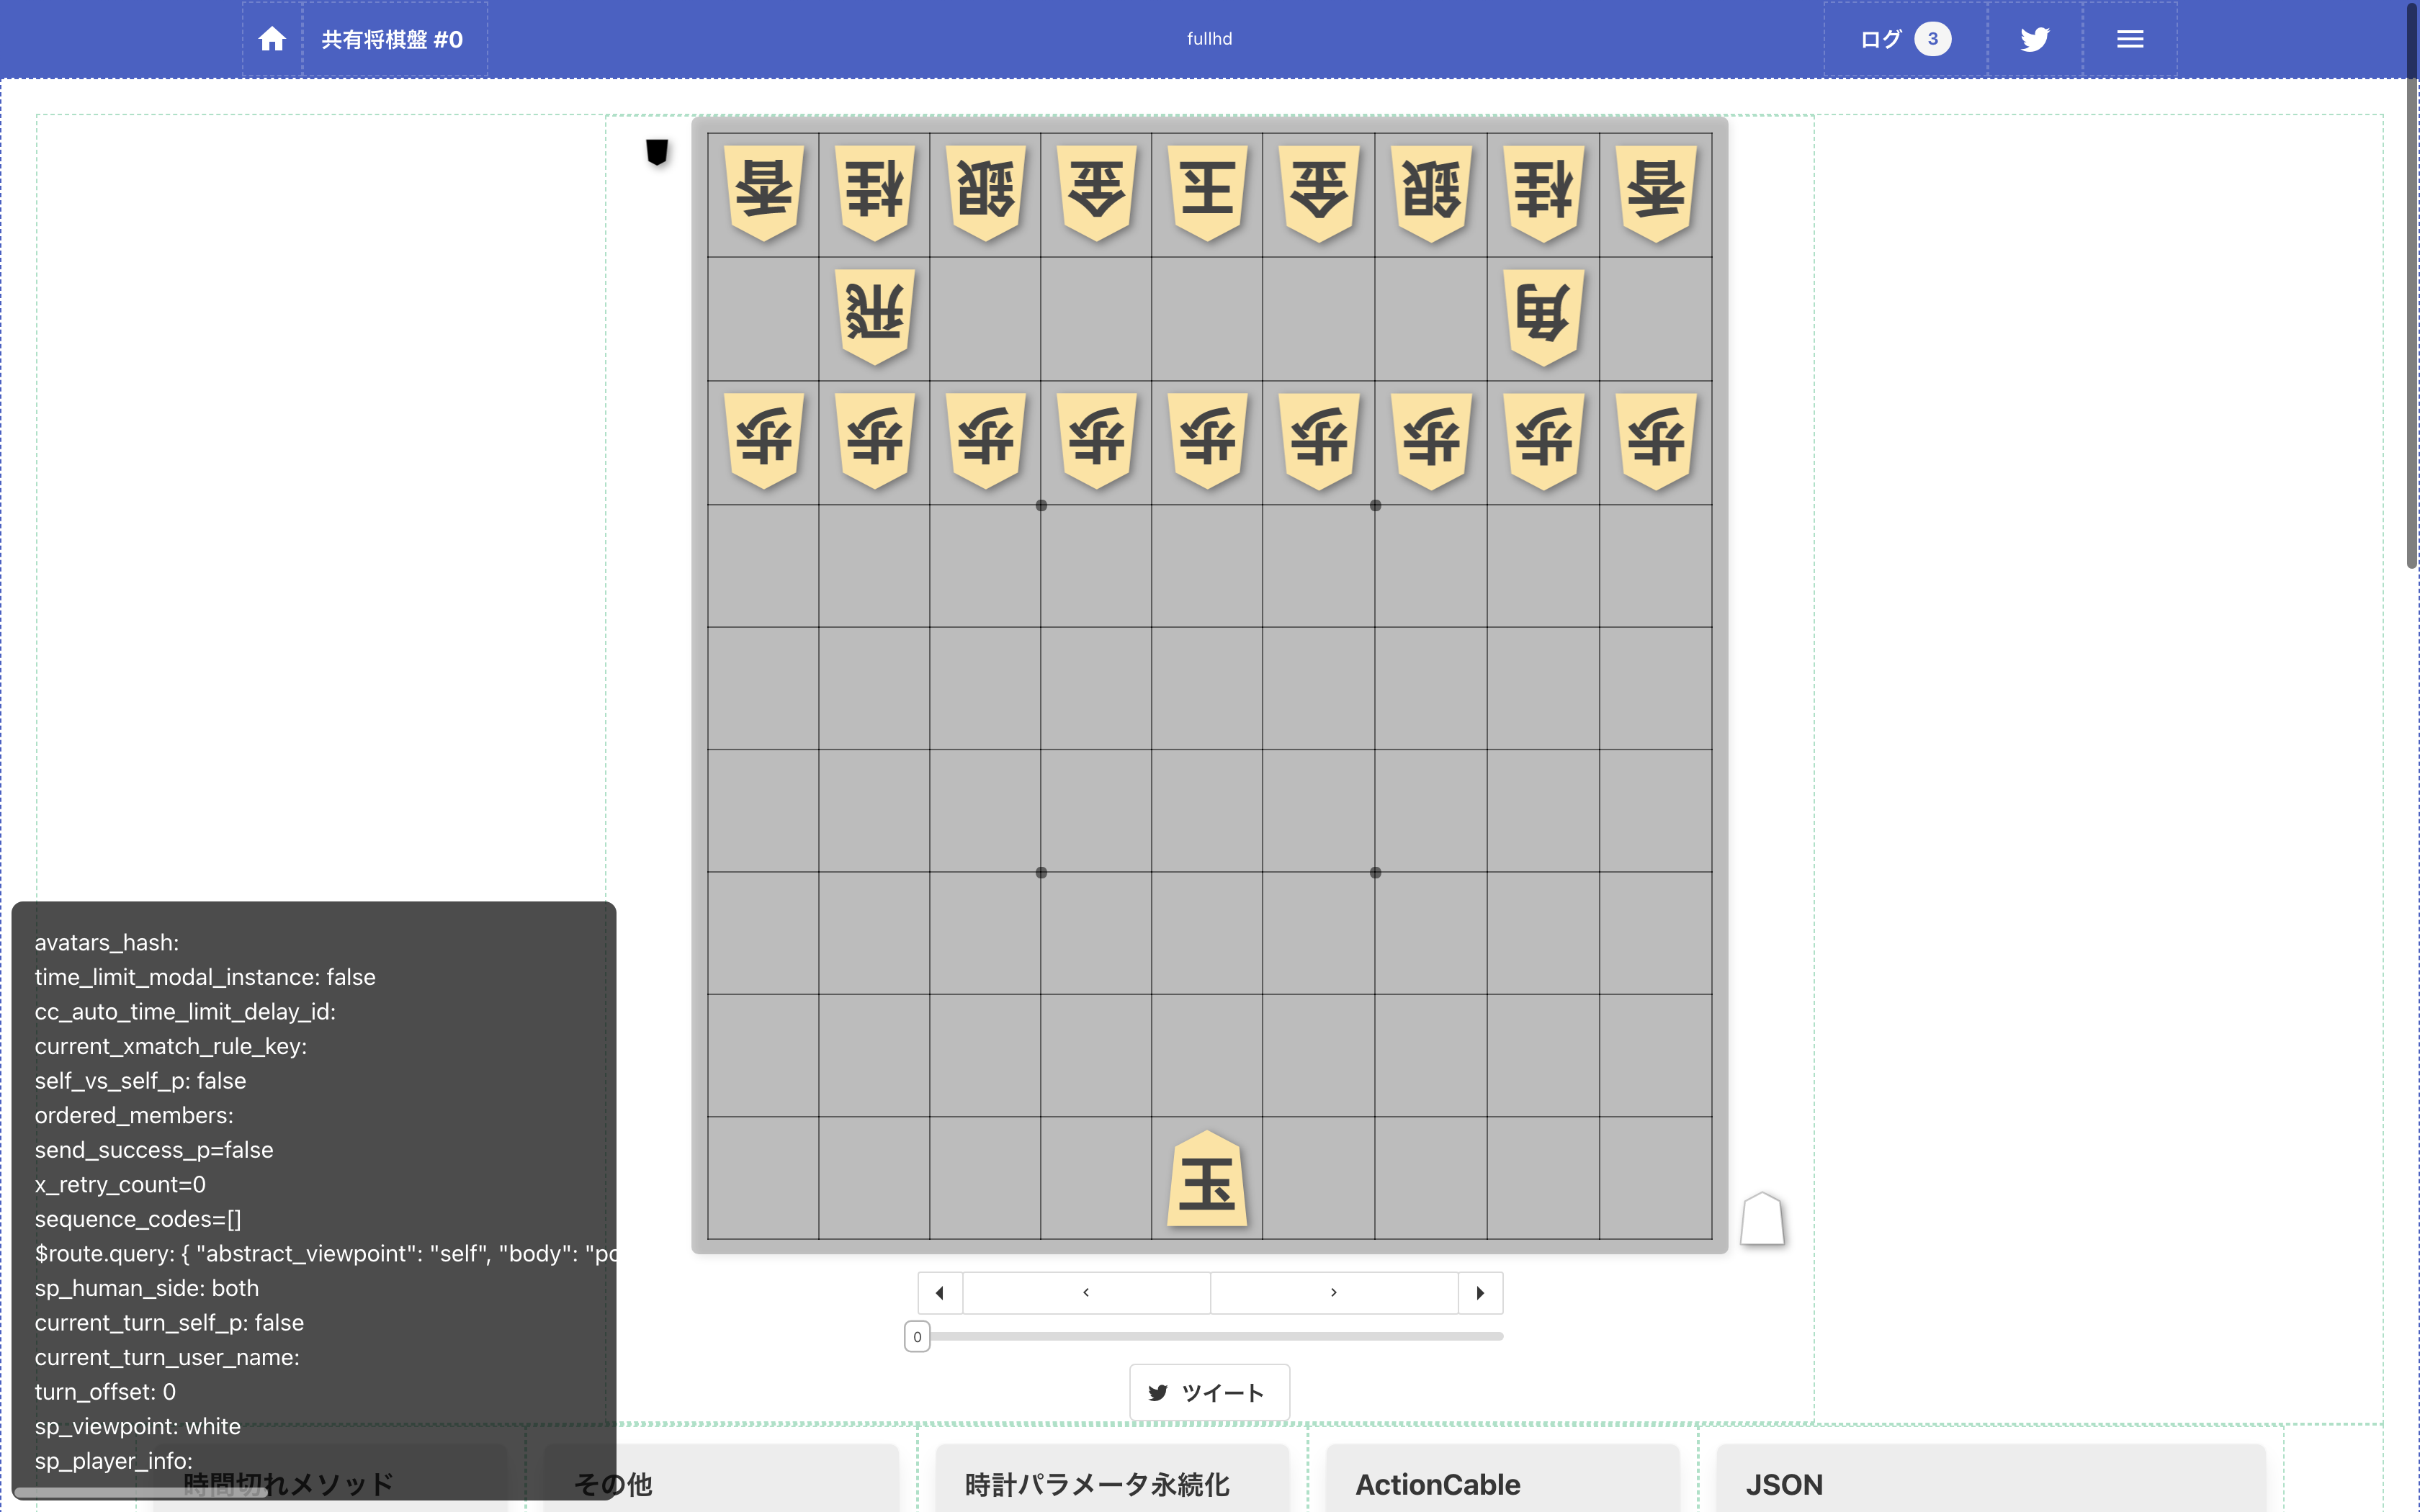 共有将棋盤 #0
fullhd
ログ 3
香 桂 銀 金 玉 金 銀 桂 香
飛 角
歩 歩 歩 歩 歩 歩 歩 歩 歩
玉
avatars_hash:
time_limit_modal_instance: false
cc_auto_time_limit_delay_id:
current_xmatch_rule_key:
self_vs_self_p: false
ordered_members:
send_success_p=false
x_retry_count=0
sequence_codes=[]
$route.query: { "abstract_viewpoint": "self", "body": "po
sp_human_side: both
current_turn_self_p: false
current_turn_user_name:
turn_offset: 0
sp_viewpoint: white
sp_player_info:
0
ツイート
時間切れメソッド
その他
時計パラメータ永続化
ActionCable
JSON